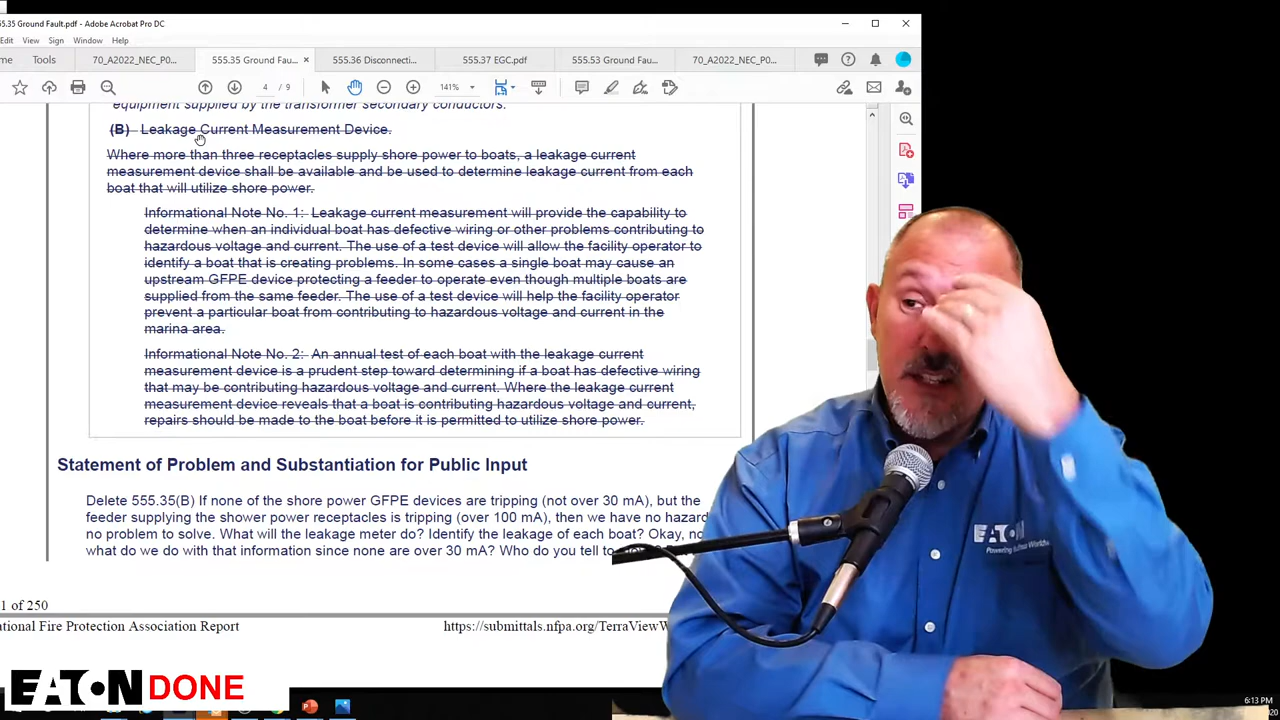 55.35 Ground Fault.pdf - Adobe Acrobat Pro DC
Edit View Sign Window Help
me Tools 70_A2022_NEC_P0... 555.35 Ground Fau... × 555.36 Disconnecti... 555.37 EGC.pdf 555.53 Ground Fau... 70_A2022_NEC_P0...
4 / 9 141%
equipment supplied by the transformer secondary conductors.
(B) Leakage Current Measurement Device.
Where more than three receptacles supply shore power to boats, a leakage current
measurement device shall be available and be used to determine leakage current from each
boat that will utilize shore power.
Informational Note No. 1: Leakage current measurement will provide the capability to
determine when an individual boat has defective wiring or other problems contributing to
hazardous voltage and current. The use of a test device will allow the facility operator to
identify a boat that is creating problems. In some cases a single boat may cause an
upstream GFPE device protecting a feeder to operate even though multiple boats are
supplied from the same feeder. The use of a test device will help the facility operator
prevent a particular boat from contributing to hazardous voltage and current in the
marina area.
Informational Note No. 2: An annual test of each boat with the leakage current
measurement device is a prudent step toward determining if a boat has defective wiring
that may be contributing hazardous voltage and current. Where the leakage current
measurement device reveals that a boat is contributing hazardous voltage and current,
repairs should be made to the boat before it is permitted to utilize shore power.
Statement of Problem and Substantiation for Public Input
Delete 555.35(B) If none of the shore power GFPE devices are tripping (not over 30 mA), but the
feeder supplying the shower power receptacles is tripping (over 100 mA), then we have no hazard
no problem to solve. What will the leakage meter do? Identify the leakage of each boat? Okay, no
what do we do with that information since none are over 30 mA? Who do you tell to
1 of 250
ational Fire Protection Association Report https://submittals.nfpa.org/TerraViewW
EATON
Powering Business Worldwide
EATON DONE
6:13 PM